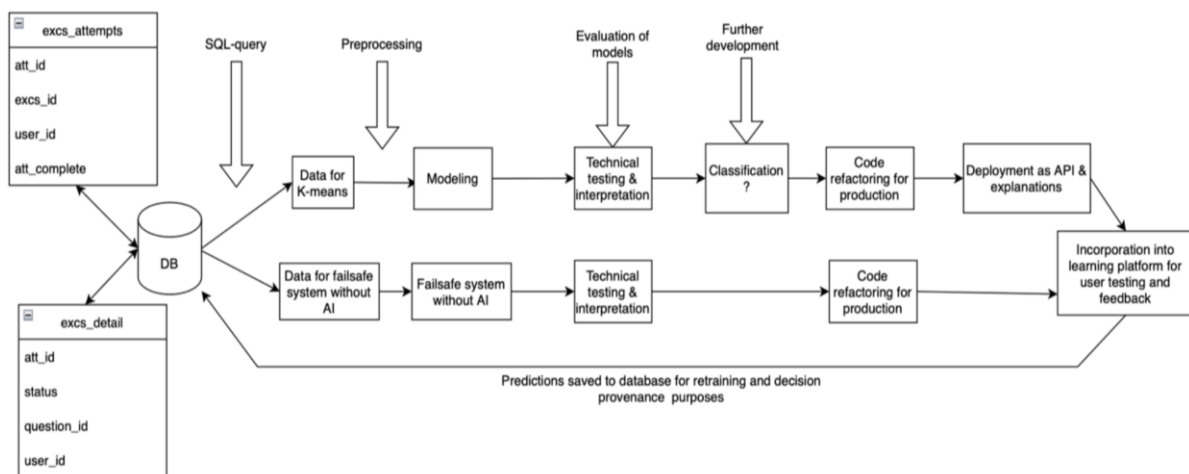 excs_attempts
att_id
excs_id
user_id
att_complete
SQL-query
Preprocessing
Evaluation of
models
Further
development
Data for
K-means
Modeling
Technical
testing &
interpretation
Classification
?
Code
refactoring for
production
Deployment as API &
explanations
DB
Data for failsafe
system without
AI
Failsafe system
without AI
Technical
testing &
interpretation
Code
refactoring for
production
Incorporation into
learning platform for
user testing and
feedback
excs_detail
att_id
status
question_id
user_id
Predictions saved to database for retraining and decision
provenance purposes